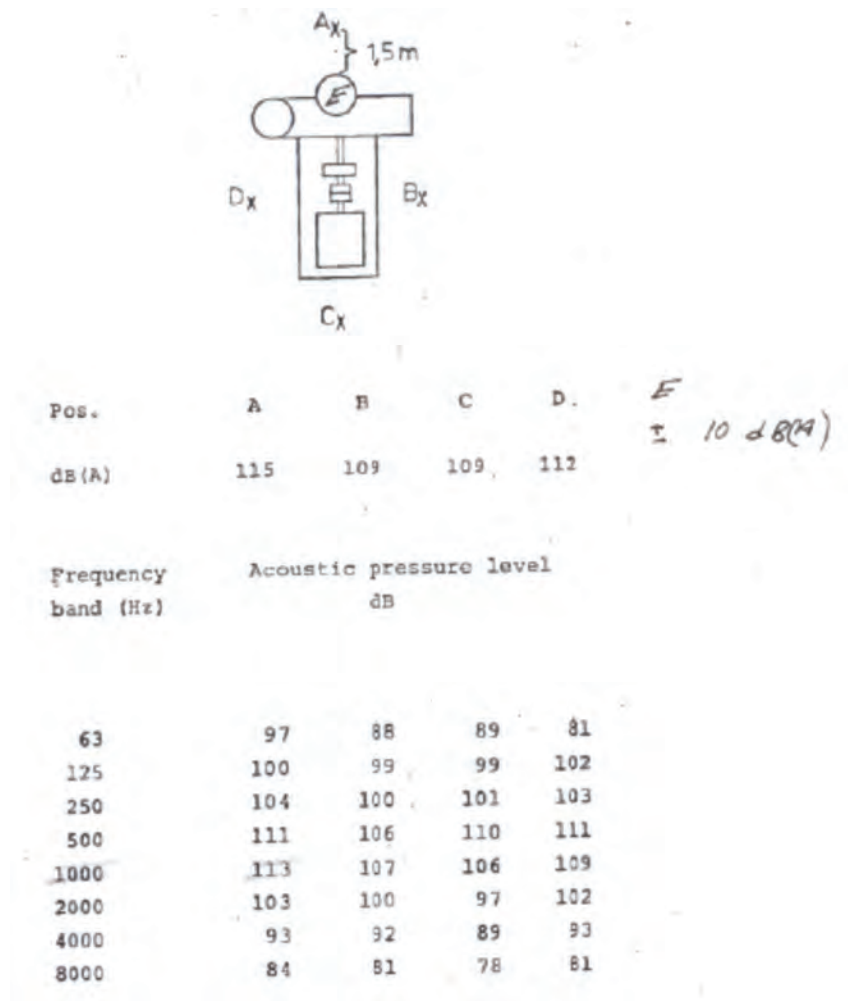 Ax
1,5m
E
Dx
Bx
Cx
Pos. A B C D. E
± 10 dB(A)
dB(A) 115 109 109 112
Frequency Acoustic pressure level
band (Hz) dB
63 97 88 89 81
125 100 99 99 102
250 104 100 101 103
500 111 106 110 111
1000 113 107 106 109
2000 103 100 97 102
4000 93 92 89 93
8000 84 81 78 81